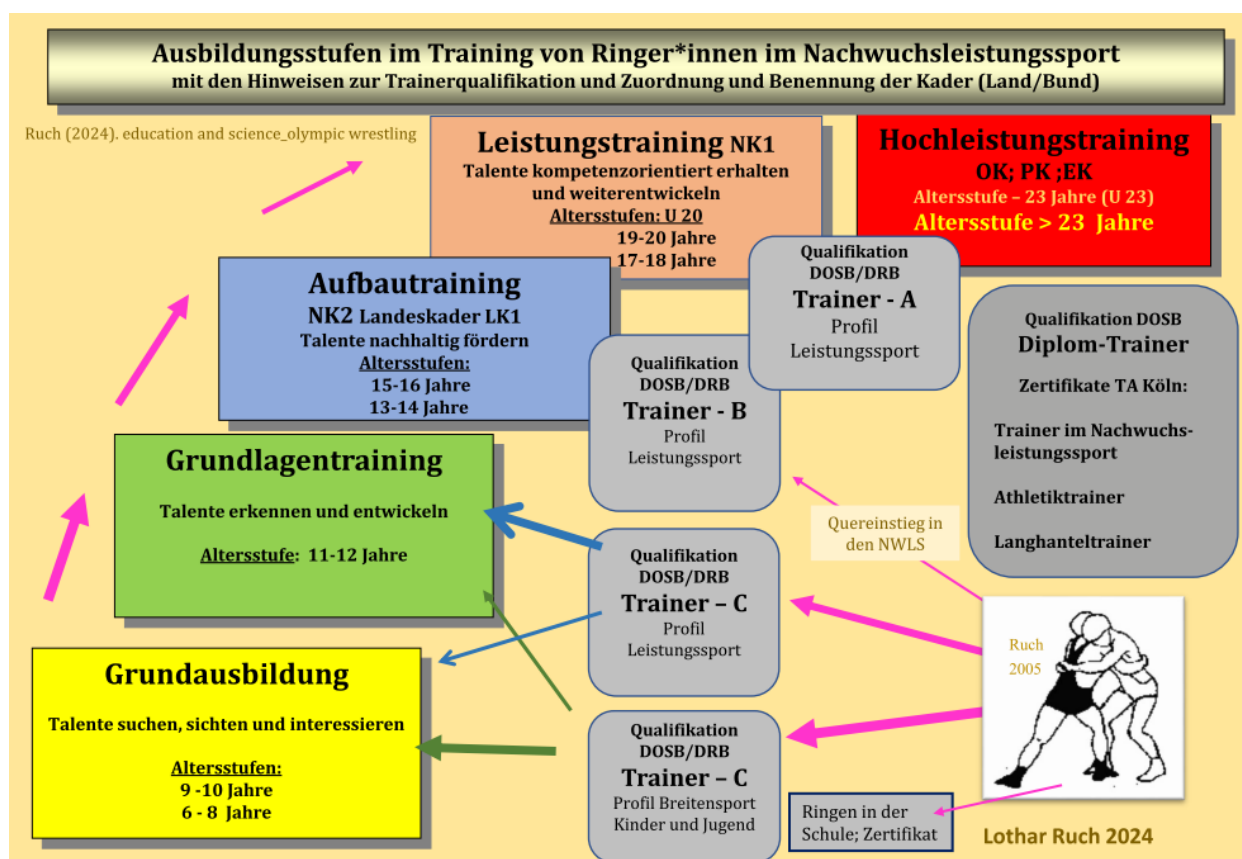 Ausbildungsstufen im Training von Ringer*innen im Nachwuchsleistungssport
mit den Hinweisen zur Trainerqualifikation und Zuordnung und Benennung der Kader (Land/Bund)
Ruch (2024). education and science_olympic wrestling
Leistungstraining NK1
Talente kompetenzorientiert erhalten
und weiterentwickeln
Altersstufen: U 20
19-20 Jahre
17-18 Jahre
Hochleistungstraining
OK; PK ;EK
Altersstufe – 23 Jahre (U 23)
Altersstufe > 23 Jahre
Aufbautraining
NK2 Landeskader LK1
Talente nachhaltig fördern
Altersstufen:
15-16 Jahre
13-14 Jahre
Qualifikation
DOSB/DRB
Trainer - A
Profil
Leistungssport
Qualifikation DOSB
Diplom-Trainer
Zertifikate TA Köln:
Trainer im Nachwuchs-
leistungssport
Athletiktrainer
Langhanteltrainer
Qualifikation
DOSB/DRB
Trainer - B
Profil
Leistungssport
Grundlagentraining
Talente erkennen und entwickeln
Altersstufe: 11-12 Jahre
Quereinstieg in
den NWLS
Qualifikation
DOSB/DRB
Trainer – C
Profil
Leistungssport
Ruch
2005
Grundausbildung
Talente suchen, sichten und interessieren
Altersstufen:
9 -10 Jahre
6 - 8 Jahre
Qualifikation
DOSB/DRB
Trainer – C
Profil Breitensport
Kinder und Jugend
Ringen in der
Schule; Zertifikat
Lothar Ruch 2024